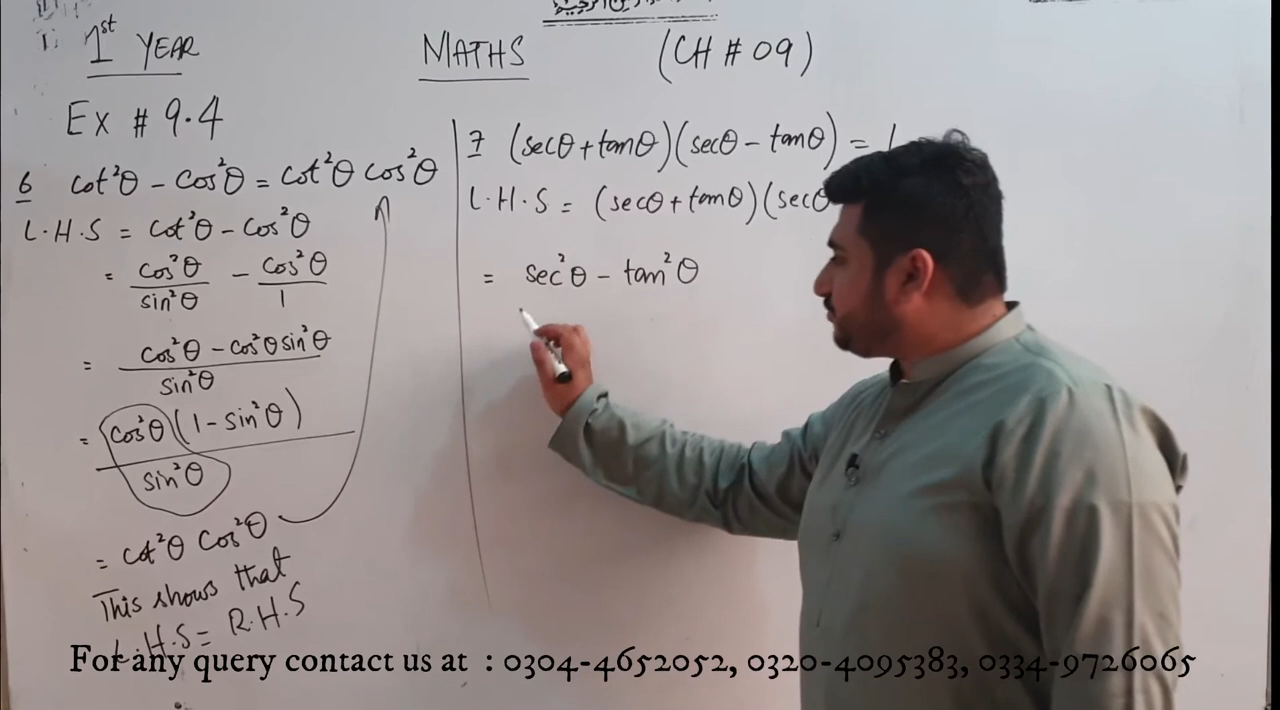 1st YEAR
MATHS
(CH # 09)
Ex # 9.4
6 cot²θ - cos²θ = cot²θ cos²θ
L.H.S = cot²θ - cos²θ
= cos²θ/sin²θ - cos²θ/1
= cos²θ - cos²θ sin²θ / sin²θ
= cos²θ (1 - sin²θ) / sin²θ
= cot²θ cos²θ
This shows that
L.H.S = R.H.S
7 (secθ + tanθ)(secθ - tanθ) = 1
L.H.S = (secθ + tanθ)(secθ
= sec²θ - tan²θ
For any query contact us at : 0304-4652052, 0320-4095383, 0334-9726065